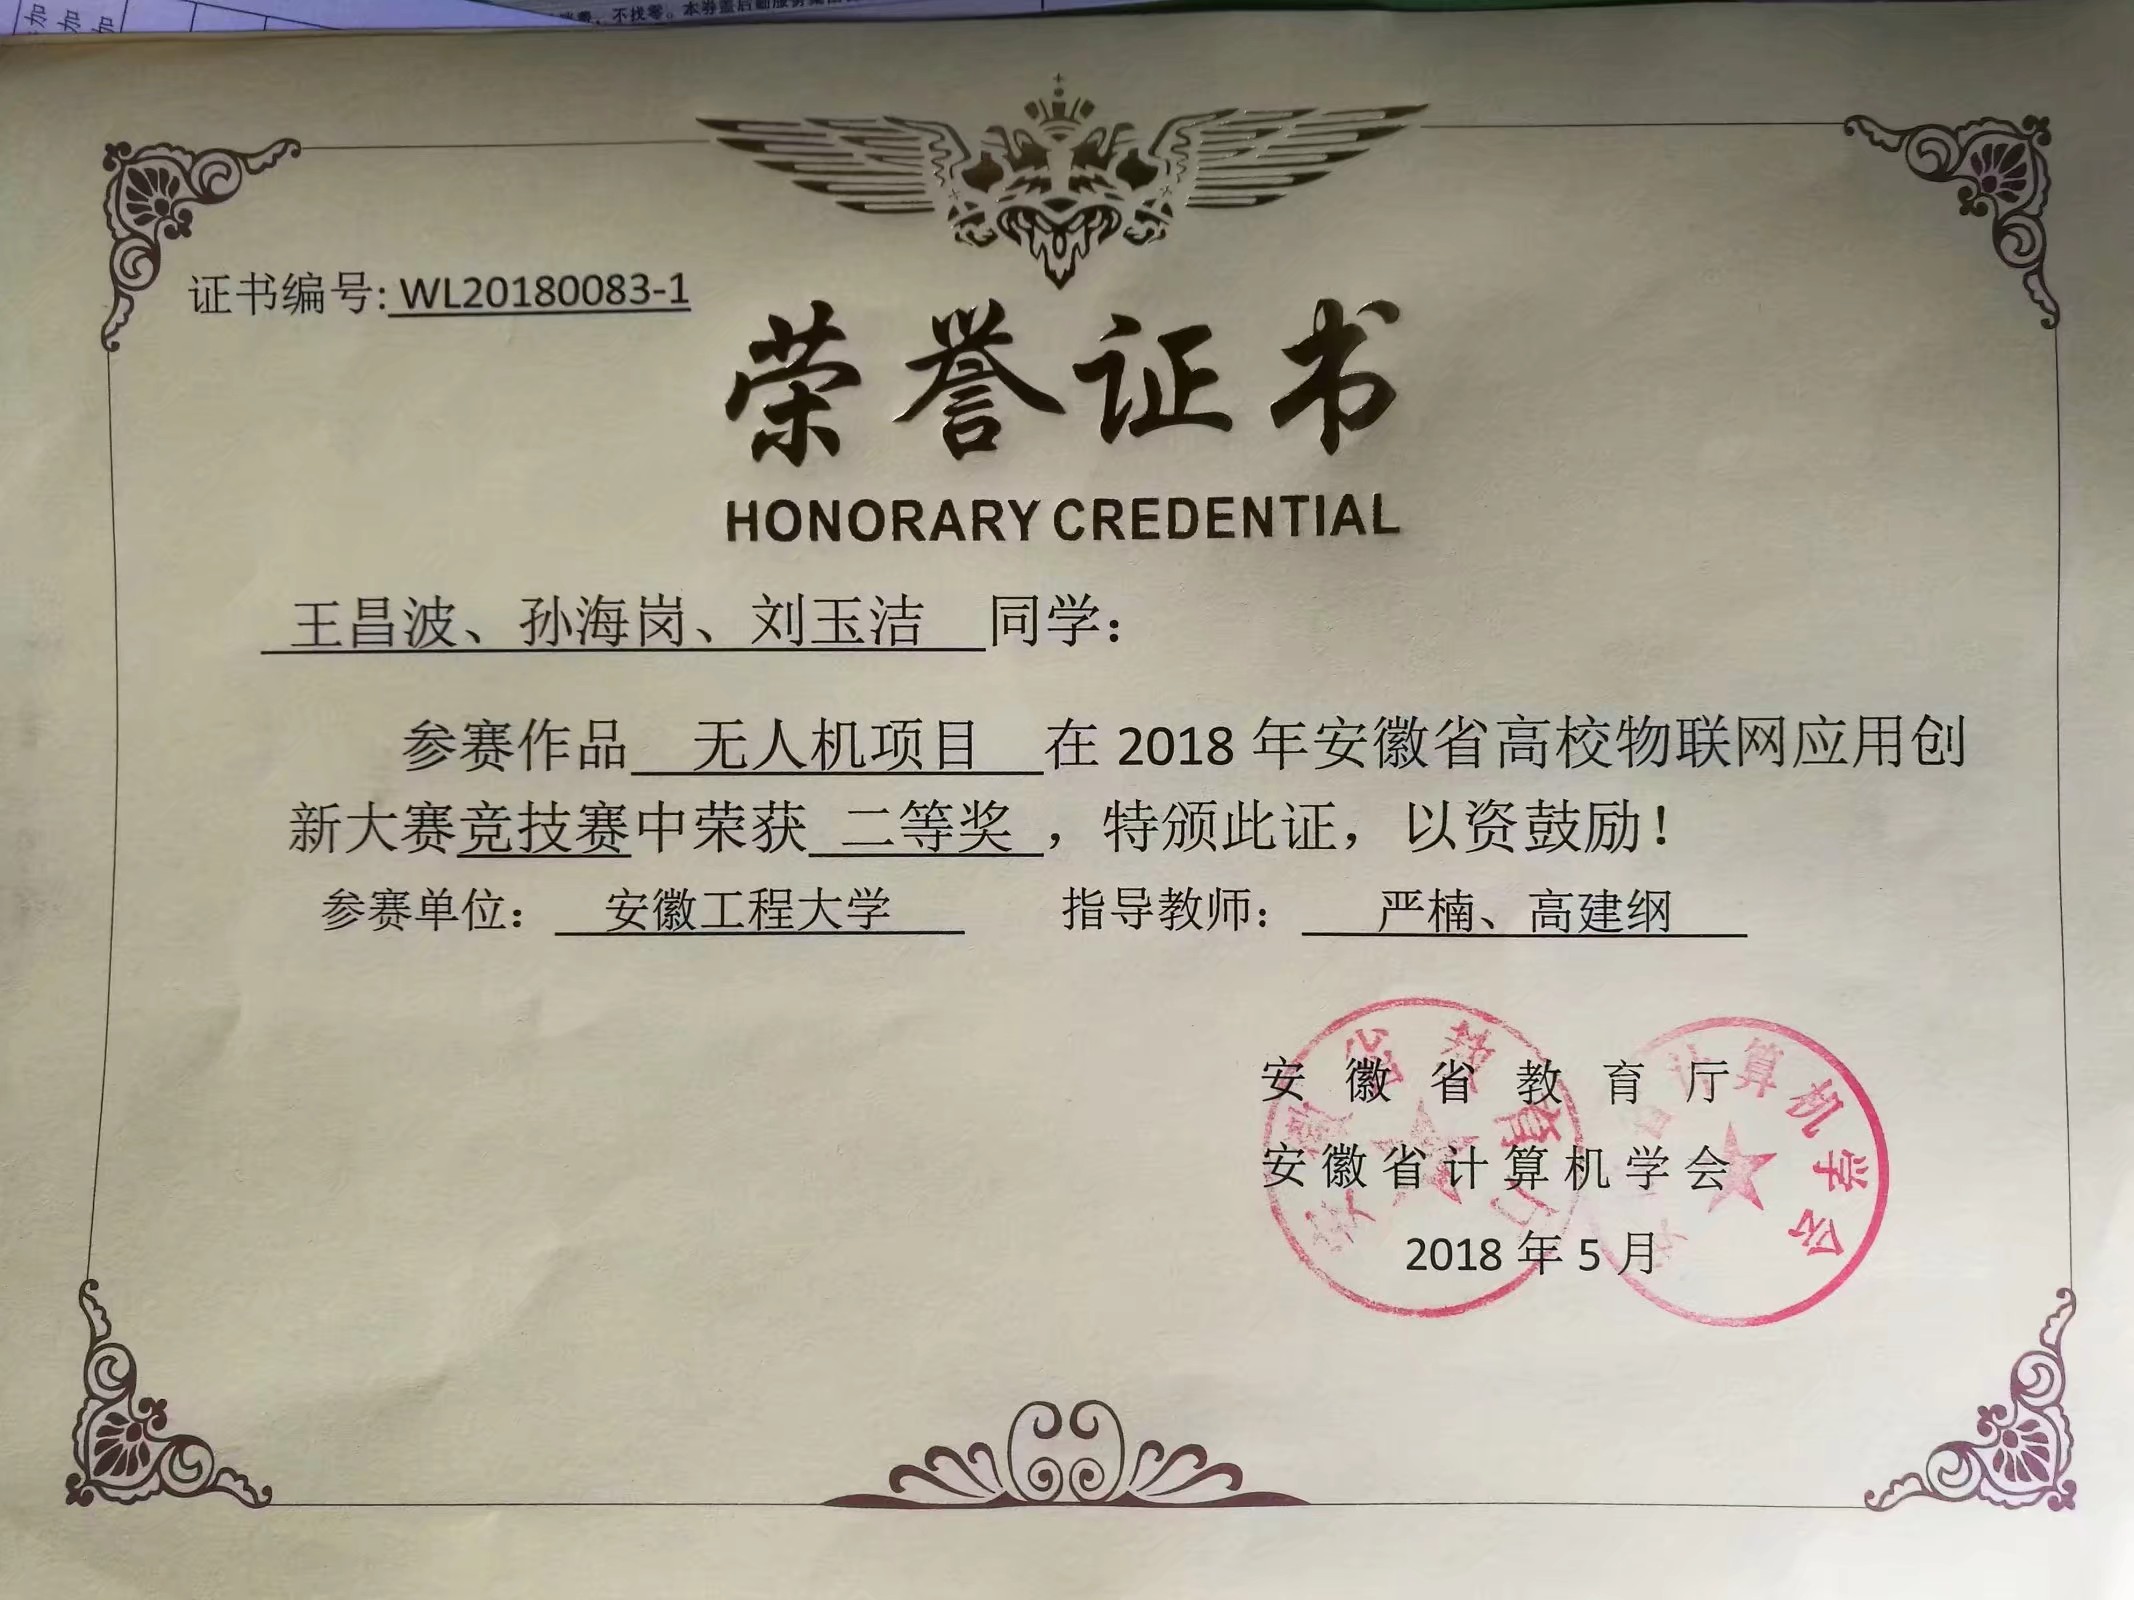 不找零。本券盖后
证书编号: WL20180083-1
荣誉证书
HONORARY CREDENTIAL
王昌波、孙海岗、刘玉洁 同学：
参赛作品 无人机项目 在 2018 年安徽省高校物联网应用创
新大赛竞技赛中荣获 二等奖 ，特颁此证，以资鼓励！
参赛单位： 安徽工程大学 指导教师： 严楠、高建纲
安徽省教育厅
安徽省计算机学会
2018 年 5 月
安徽省教育厅
计算机学会